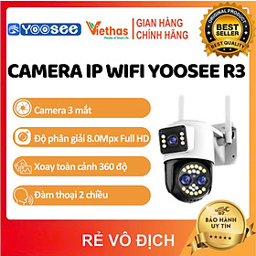 YOOSEE
Viethas
GIAN HÀNG
CHÍNH HÃNG
ORIGINAL PRODUCT
BEST
SELLER
CAMERA IP WIFI YOOSEE R3
Camera 3 mắt
Độ phân giải 8.0Mpx Full HD
Xoay toàn cảnh 360 độ
Đàm thoại 2 chiều
BẢO HÀNH
UY TÍN
RẺ VÔ ĐỊCH